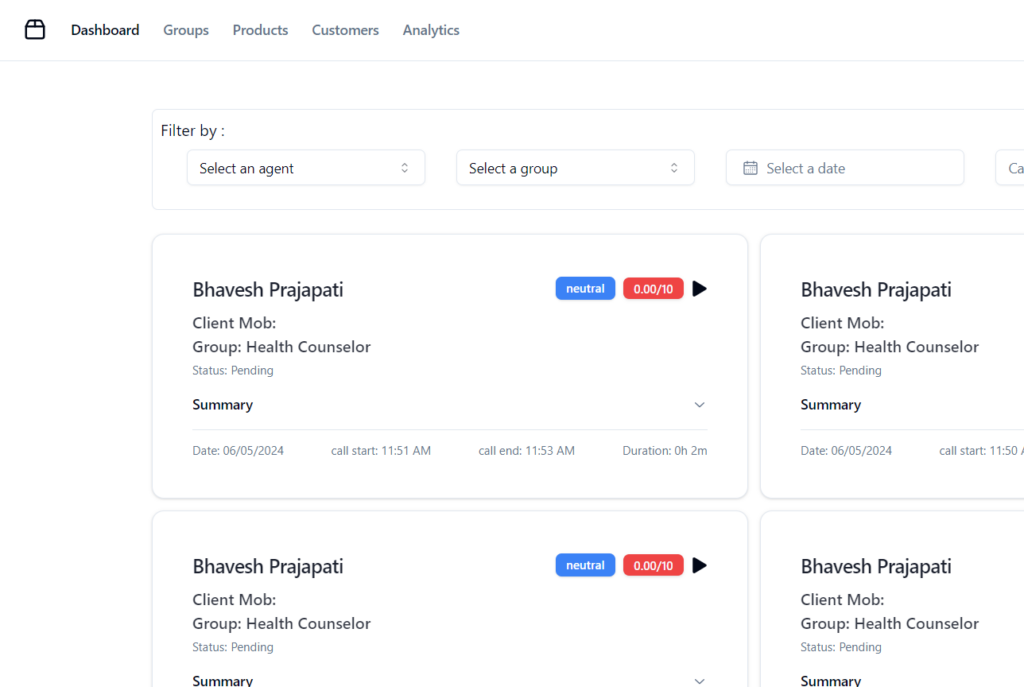 Dashboard Groups Products Customers Analytics
Filter by :
Select an agent Select a group Select a date Ca
Bhavesh Prajapati neutral 0.00/10
Client Mob:
Group: Health Counselor
Status: Pending
Summary
Date: 06/05/2024 call start: 11:51 AM call end: 11:53 AM Duration: 0h 2m
Bhavesh Prajapati
Client Mob:
Group: Health Counselor
Status: Pending
Summary
Date: 06/05/2024 call start: 11:50
Bhavesh Prajapati neutral 0.00/10
Client Mob:
Group: Health Counselor
Status: Pending
Summary
Bhavesh Prajapati
Client Mob:
Group: Health Counselor
Status: Pending
Summary